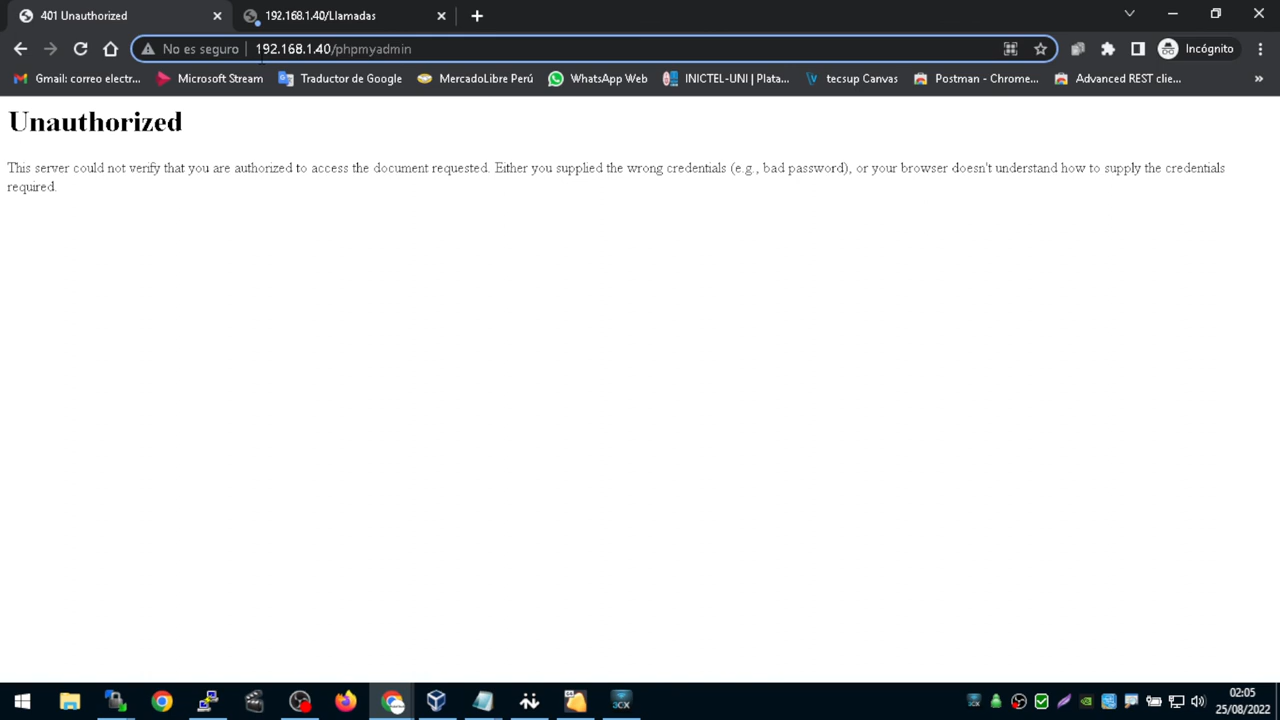 401 Unauthorized
192.168.1.40/Llamadas
No es seguro
192.168.1.40/phpmyadmin
Incógnito
Gmail: correo electr...
Microsoft Stream
Traductor de Google
MercadoLibre Perú
WhatsApp Web
INICTEL-UNI | Plata...
tecsup Canvas
Postman - Chrome...
Advanced REST clie...
»
Unauthorized
This server could not verify that you are authorized to access the document requested. Either you supplied the wrong credentials (e.g., bad password), or your browser doesn't understand how to supply the credentials
required.
3CX
02:05
25/08/2022